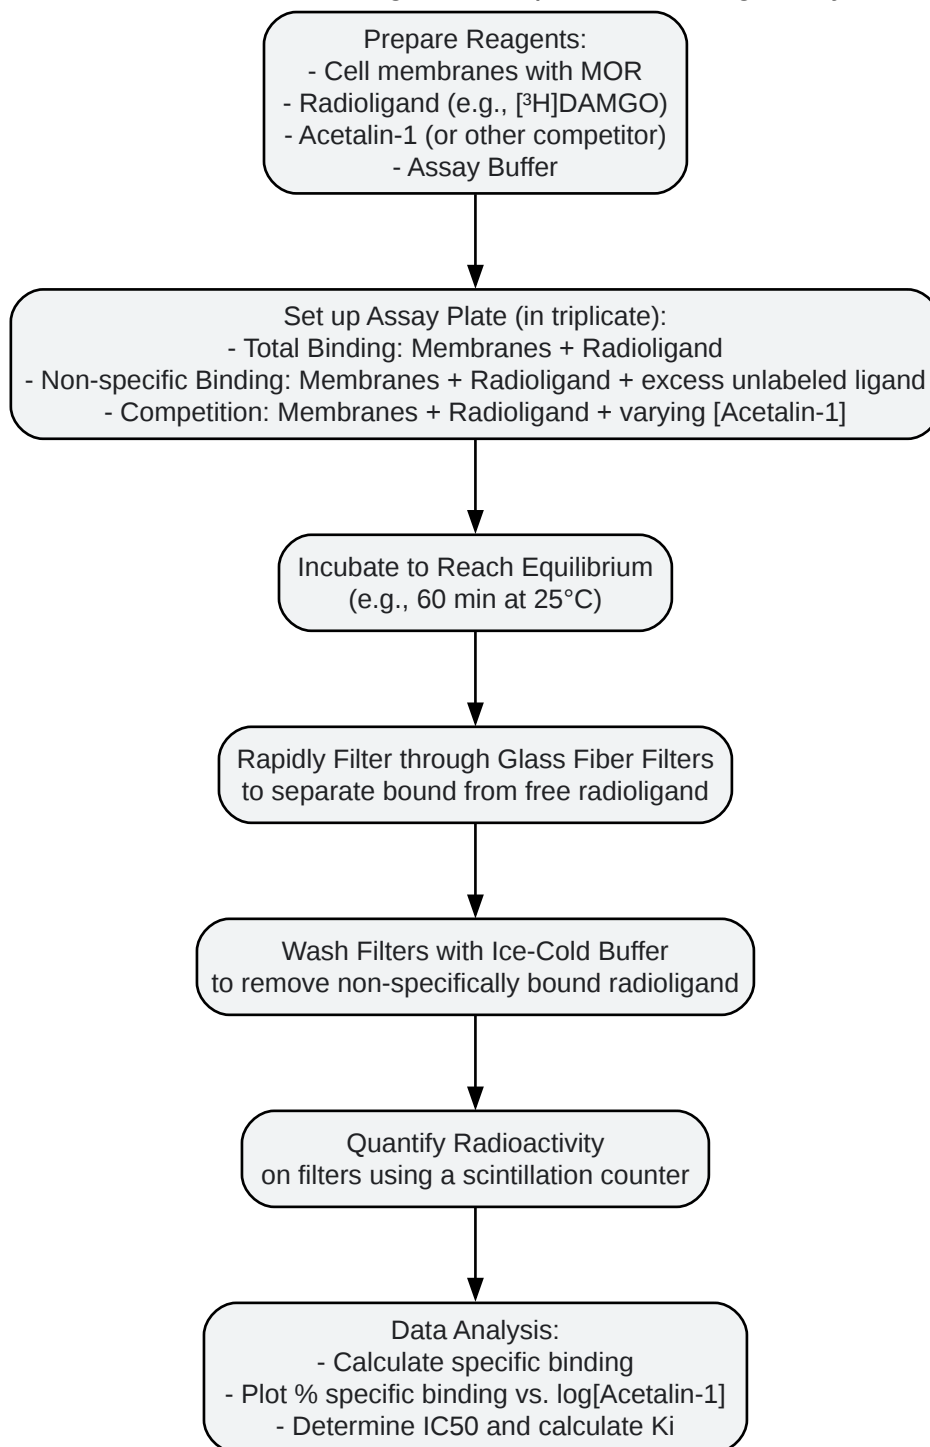 Prepare Reagents:
- Cell membranes with MOR
- Radioligand (e.g., [³H]DAMGO)
- Acetalin-1 (or other competitor)
- Assay Buffer
Set up Assay Plate (in triplicate):
- Total Binding: Membranes + Radioligand
- Non-specific Binding: Membranes + Radioligand + excess unlabeled ligand
- Competition: Membranes + Radioligand + varying [Acetalin-1]
Incubate to Reach Equilibrium
(e.g., 60 min at 25°C)
Rapidly Filter through Glass Fiber Filters
to separate bound from free radioligand
Wash Filters with Ice-Cold Buffer
to remove non-specifically bound radioligand
Quantify Radioactivity
on filters using a scintillation counter
Data Analysis:
- Calculate specific binding
- Plot % specific binding vs. log[Acetalin-1]
- Determine IC50 and calculate Ki